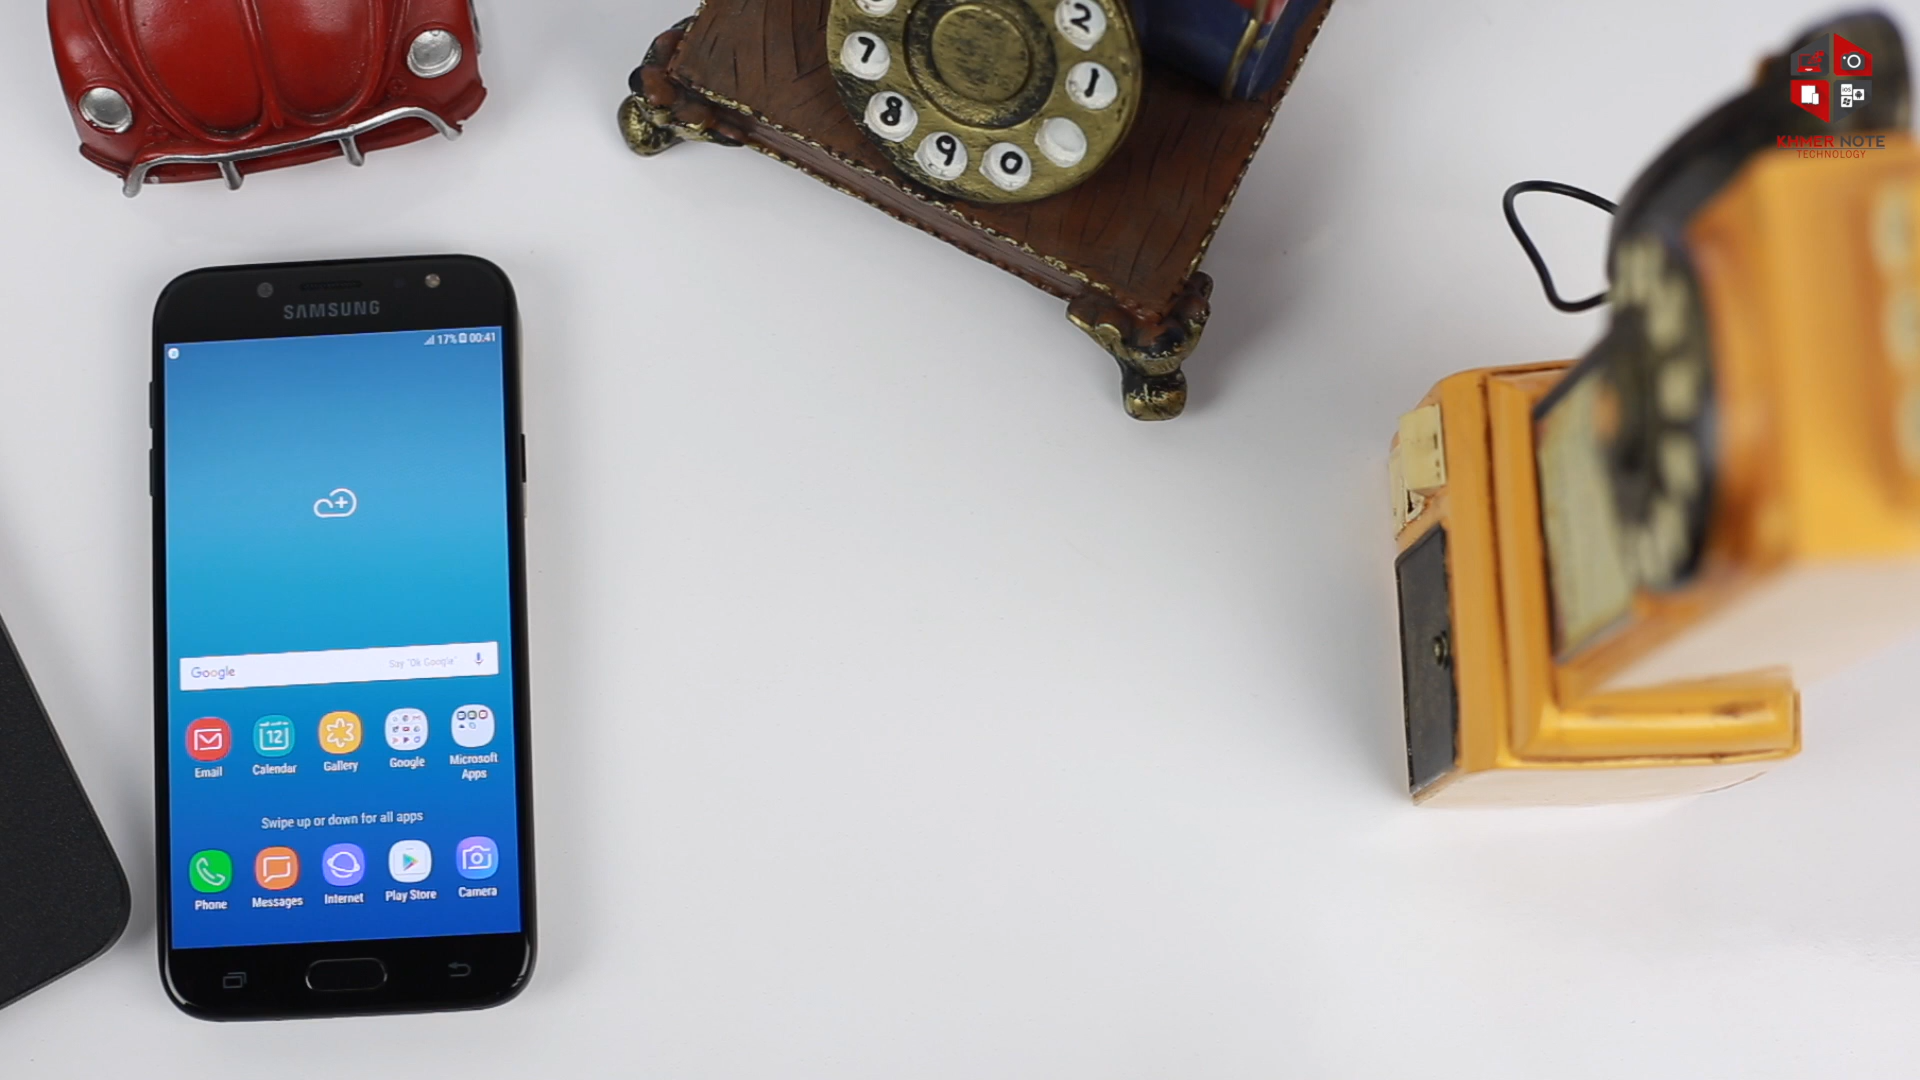 2
7
1
8
9
0
KHMER NOTE
TECHNOLOGY
SAMSUNG
17% 00:41
Google Say "Ok Google"
12
Email Calendar Gallery Google Microsoft Apps
Swipe up or down for all apps
Phone Messages Internet Play Store Camera